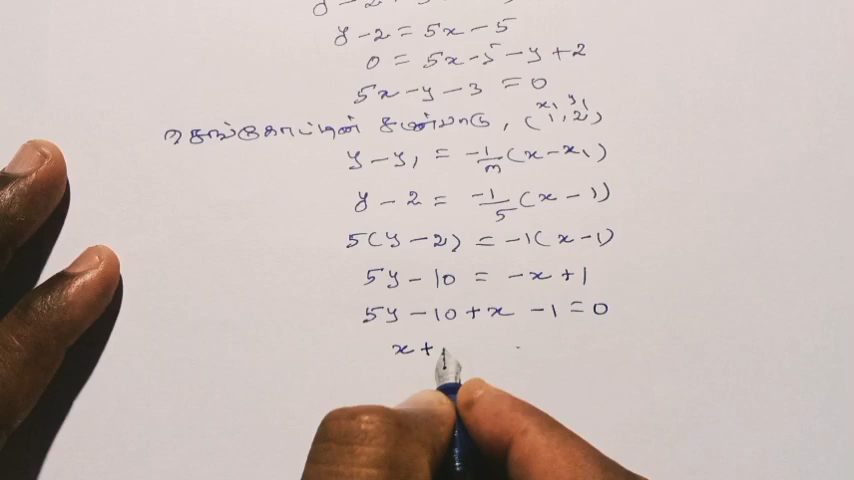 y - 2 = 5x - 5
0 = 5x - 5 - y + 2
5x - y - 3 = 0
செங்கோட்டின் சமன்பாடு, (1, 2) x₁ y₁
y - y₁ = -1/m (x - x₁)
y - 2 = -1/5 (x - 1)
5(y - 2) = -1(x - 1)
5y - 10 = -x + 1
5y - 10 + x - 1 = 0
x +